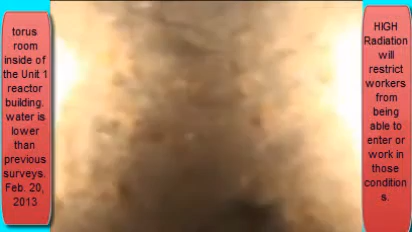 torus
room
inside of
the Unit 1
reactor
building.
water is
lower
than
previous
surveys.
Feb. 20,
2013
HIGH
Radiation
will
restrict
workers
from
being
able to
enter or
work in
those
condition
s.